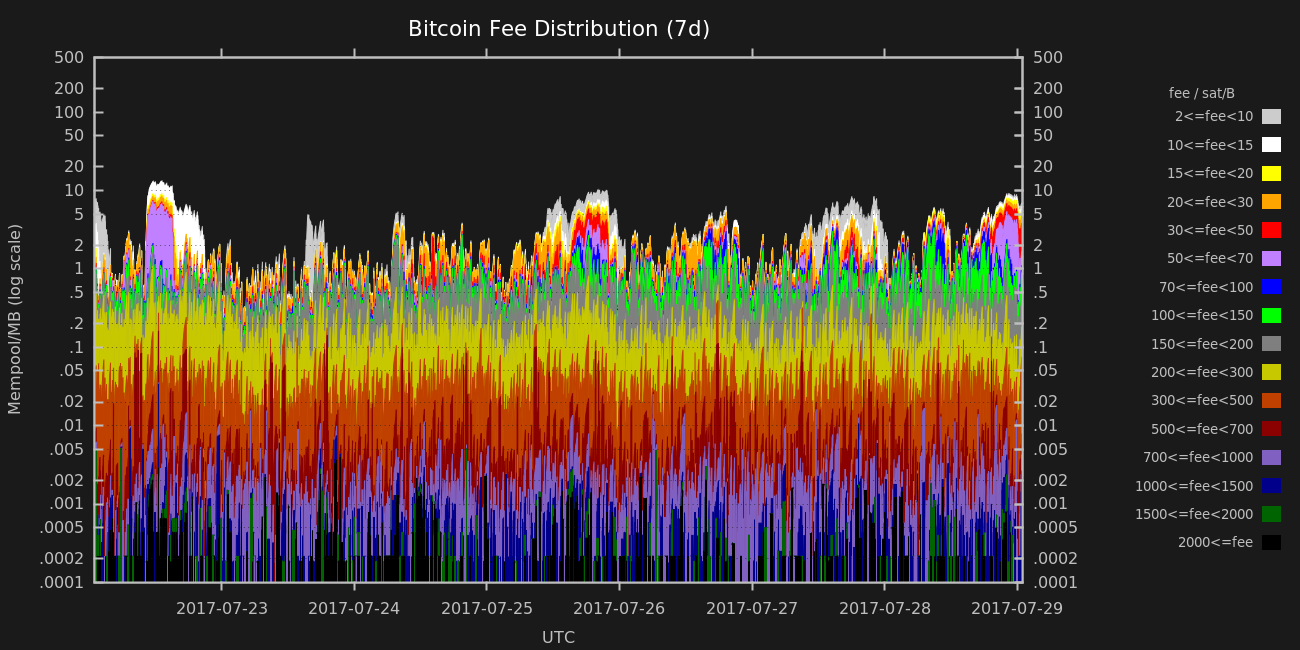 Bitcoin Fee Distribution (7d)
Mempool/MB (log scale)
500
200
100
50
20
10
5
2
1
.5
.2
.1
.05
.02
.01
.005
.002
.001
.0005
.0002
.0001
500
200
100
50
20
10
5
2
1
.5
.2
.1
.05
.02
.01
.005
.002
.001
.0005
.0002
.0001
2017-07-23 2017-07-24 2017-07-25 2017-07-26 2017-07-27 2017-07-28 2017-07-29
UTC
fee / sat/B
2<=fee<10
10<=fee<15
15<=fee<20
20<=fee<30
30<=fee<50
50<=fee<70
70<=fee<100
100<=fee<150
150<=fee<200
200<=fee<300
300<=fee<500
500<=fee<700
700<=fee<1000
1000<=fee<1500
1500<=fee<2000
2000<=fee